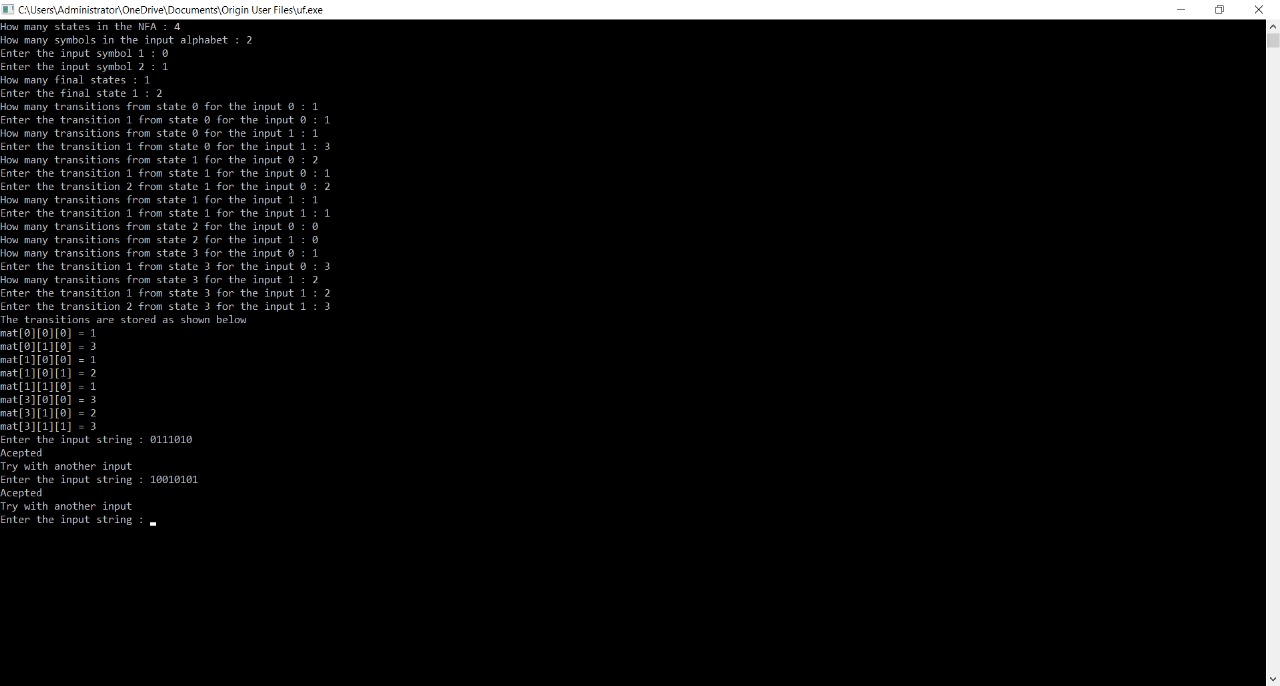 C:\Users\Administrator\OneDrive\Documents\Origin User Files\uf.exe
How many states in the NFA : 4
How many symbols in the input alphabet : 2
Enter the input symbol 1 : 0
Enter the input symbol 2 : 1
How many final states : 1
Enter the final state 1 : 2
How many transitions from state 0 for the input 0 : 1
Enter the transition 1 from state 0 for the input 0 : 1
How many transitions from state 0 for the input 1 : 1
Enter the transition 1 from state 0 for the input 1 : 3
How many transitions from state 1 for the input 0 : 2
Enter the transition 1 from state 1 for the input 0 : 1
Enter the transition 2 from state 1 for the input 0 : 2
How many transitions from state 1 for the input 1 : 1
Enter the transition 1 from state 1 for the input 1 : 1
How many transitions from state 2 for the input 0 : 0
How many transitions from state 2 for the input 1 : 0
How many transitions from state 3 for the input 0 : 1
Enter the transition 1 from state 3 for the input 0 : 3
How many transitions from state 3 for the input 1 : 2
Enter the transition 1 from state 3 for the input 1 : 2
Enter the transition 2 from state 3 for the input 1 : 3
The transitions are stored as shown below
mat[0][0][0] = 1
mat[0][1][0] = 3
mat[1][0][0] = 1
mat[1][0][1] = 2
mat[1][1][0] = 1
mat[3][0][0] = 3
mat[3][1][0] = 2
mat[3][1][1] = 3
Enter the input string : 0111010
Acepted
Try with another input
Enter the input string : 10010101
Acepted
Try with another input
Enter the input string :